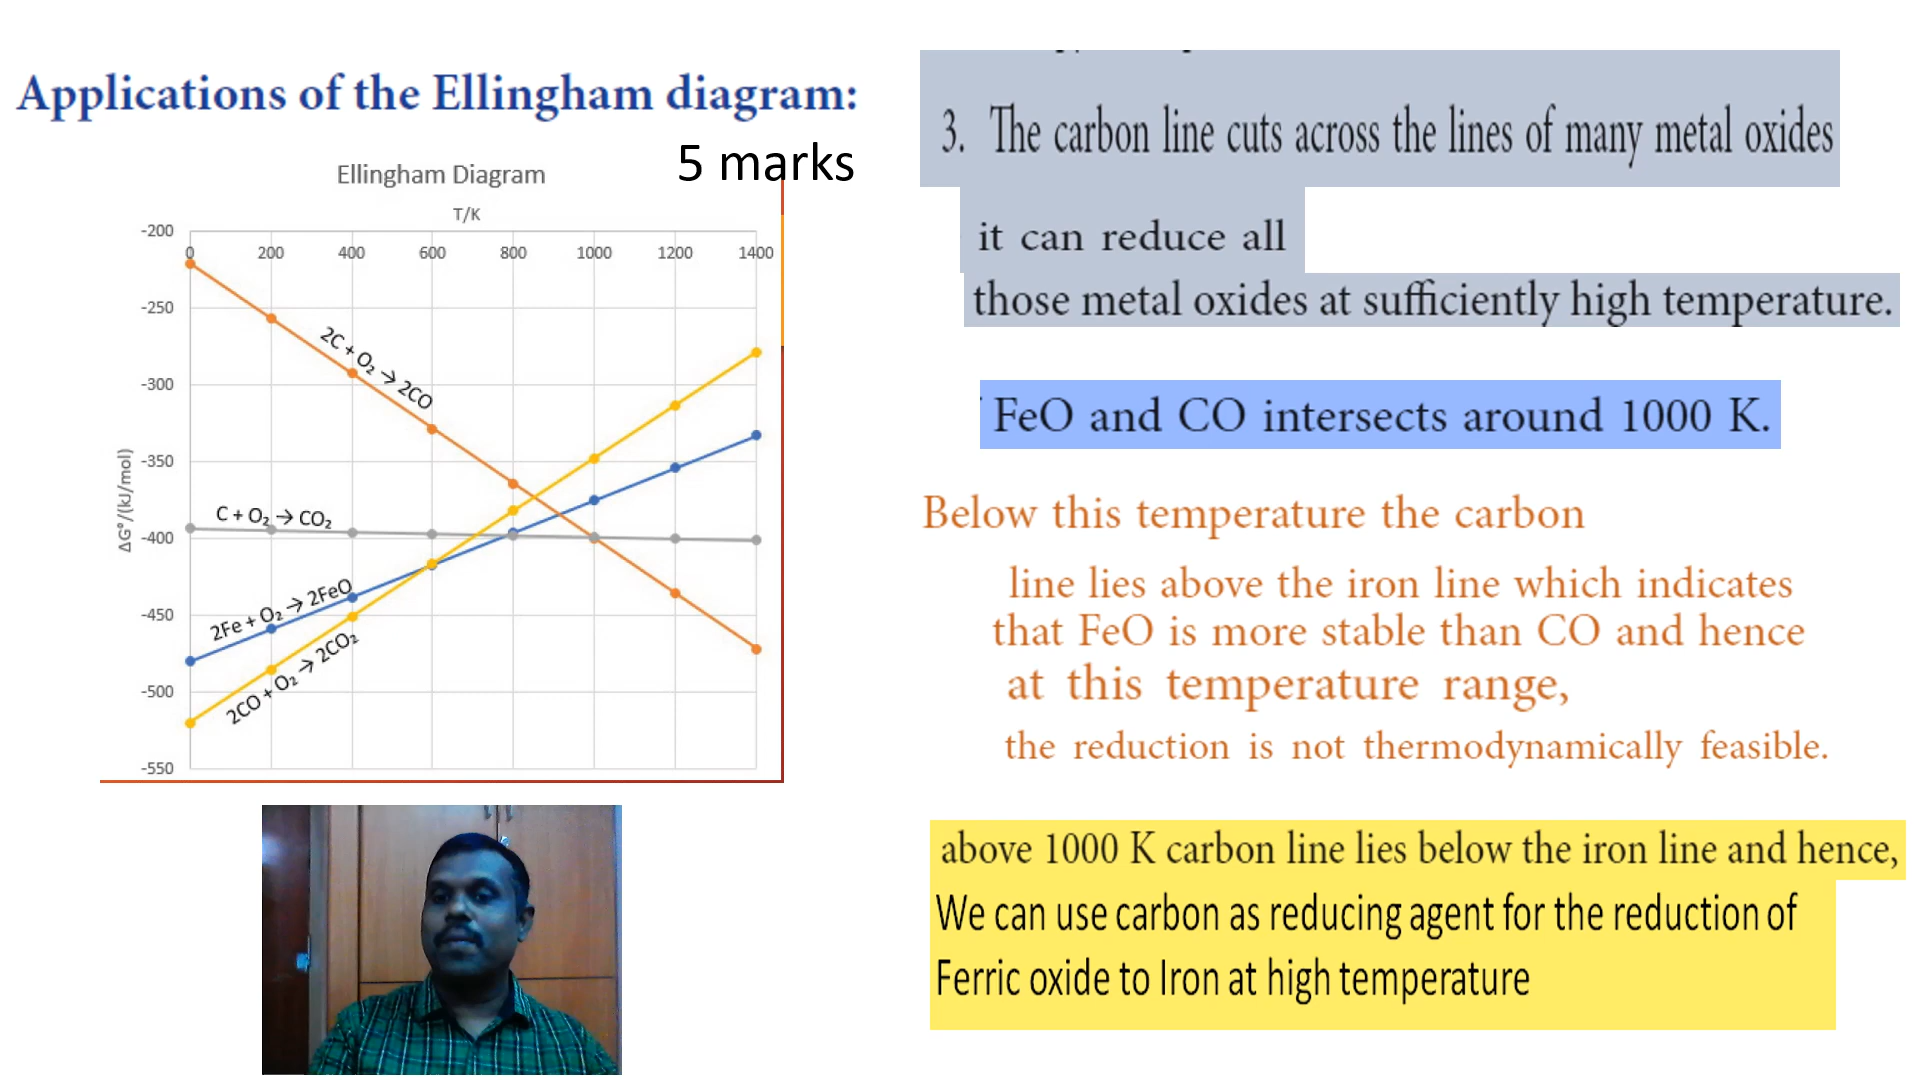 Applications of the Ellingham diagram:
5 marks
Ellingham Diagram
T/K
-200
0 200 400 600 800 1000 1200 1400
-250
-300
-350
-400
-450
-500
-550
ΔG°/(kJ/mol)
2C + O₂ → 2CO
C + O₂ → CO₂
2Fe + O₂ → 2FeO
2CO + O₂ → 2CO₂
3. The carbon line cuts across the lines of many metal oxides
it can reduce all
those metal oxides at sufficiently high temperature.
FeO and CO intersects around 1000 K.
Below this temperature the carbon
line lies above the iron line which indicates
that FeO is more stable than CO and hence
at this temperature range,
the reduction is not thermodynamically feasible.
above 1000 K carbon line lies below the iron line and hence,
We can use carbon as reducing agent for the reduction of
Ferric oxide to Iron at high temperature